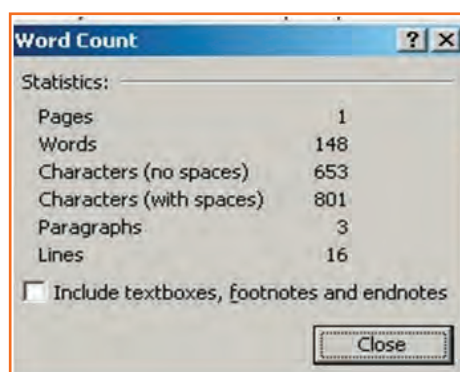 Word Count
Statistics:
Pages 1
Words 148
Characters (no spaces) 653
Characters (with spaces) 801
Paragraphs 3
Lines 16
Include textboxes, footnotes and endnotes
Close